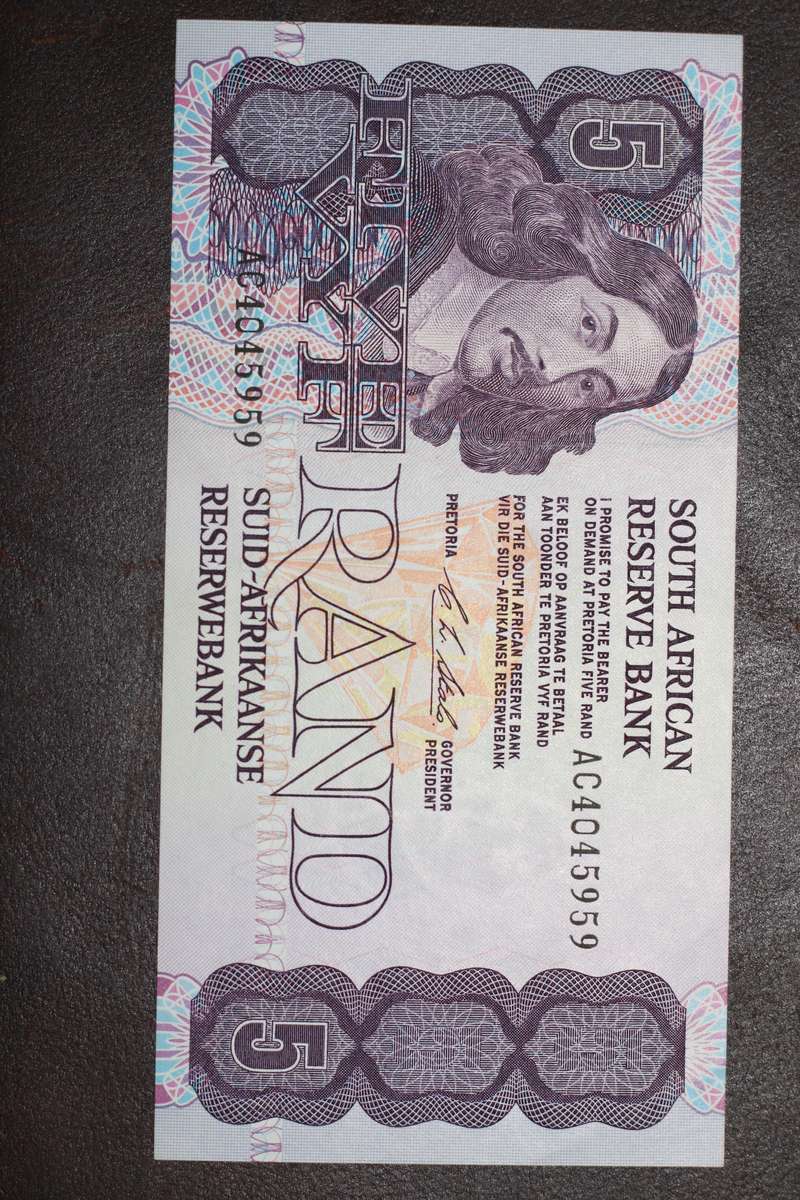 5
SOUTH AFRICAN
RESERVE BANK
I PROMISE TO PAY THE BEARER
ON DEMAND AT PRETORIA FIVE RAND
AC4045959
EK BELOOF OP AANVRAAG TE BETAAL
AAN TOONDER TE PRETORIA VYF RAND
FOR THE SOUTH AFRICAN RESERVE BANK
VIR DIE SUID-AFRIKAANSE RESERWEBANK
PRETORIA
GOVERNOR
PRESIDENT
FIVE
VYF
RAND
AC4045959
SUID-AFRIKAANSE
RESERWEBANK
5